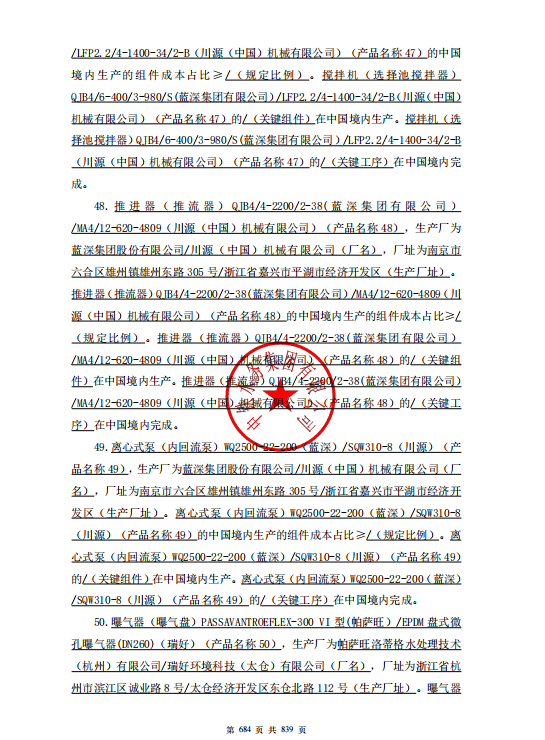 /LFP2.2/4-1400-34/2-B（川源（中国）机械有限公司）（产品名称 47）的中国
境内生产的组件成本占比≥/（规定比例）。搅拌机（选择池搅拌器）
QJB4/6-400/3-980/S(蓝深集团有限公司)/LFP2.2/4-1400-34/2-B（川源（中国）
机械有限公司）（产品名称 47）的/（关键组件）在中国境内生产。搅拌机（选
择池搅拌器）QJB4/6-400/3-980/S(蓝深集团有限公司)/LFP2.2/4-1400-34/2-B
（川源（中国）机械有限公司）（产品名称 47）的/（关键工序）在中国境内完
成。
48. 推进器（推流器）QJB4/4-2200/2-38(蓝深集团有限公司)
/MA4/12-620-4809（川源（中国）机械有限公司）（产品名称 48），生产厂为
蓝深集团股份有限公司/川源（中国）机械有限公司（厂名），厂址为南京市
六合区雄州镇雄州东路 305 号/浙江省嘉兴市平湖市经济开发区（生产厂址）。
推进器（推流器）QJB4/4-2200/2-38(蓝深集团有限公司)/MA4/12-620-4809（川
源（中国）机械有限公司）（产品名称 48）的中国境内生产的组件成本占比≥/
（规定比例）。推进器（推流器）QJB4/4-2200/2-38(蓝深集团有限公司)
/MA4/12-620-4809（川源（中国）机械有限公司）（产品名称 48）的/（关键组
件）在中国境内生产。推进器（推流器）QJB4/4-2200/2-38(蓝深集团有限公司)
/MA4/12-620-4809（川源（中国）机械有限公司）（产品名称 48）的/（关键工
序）在中国境内完成。
49. 离心式泵（内回流泵）WQ2500-22-200（蓝深）/SQW310-8（川源）（产
品名称 49），生产厂为蓝深集团股份有限公司/川源（中国）机械有限公司（厂
名），厂址为南京市六合区雄州镇雄州东路 305 号/浙江省嘉兴市平湖市经济开
发区（生产厂址）。离心式泵（内回流泵）WQ2500-22-200（蓝深）/SQW310-8
（川源）（产品名称 49）的中国境内生产的组件成本占比≥/（规定比例）。离
心式泵（内回流泵）WQ2500-22-200（蓝深）/SQW310-8（川源）（产品名称 49）
的/（关键组件）在中国境内生产。离心式泵（内回流泵）WQ2500-22-200（蓝深）
/SQW310-8（川源）（产品名称 49）的/（关键工序）在中国境内完成。
50. 曝气器（曝气盘）PASSAVANTROEFLEX-300 VI 型(帕萨旺)/EPDM 盘式微
孔曝气器(DN260)（瑞好）（产品名称 50），生产厂为帕萨旺洛蒂格水处理技术
（杭州）有限公司/瑞好环境科技（太仓）有限公司（厂名），厂址为浙江省杭
州市滨江区诚业路 8 号/太仓经济开发区东仓北路 112 号（生产厂址）。曝气器
第 684 页 共 839 页